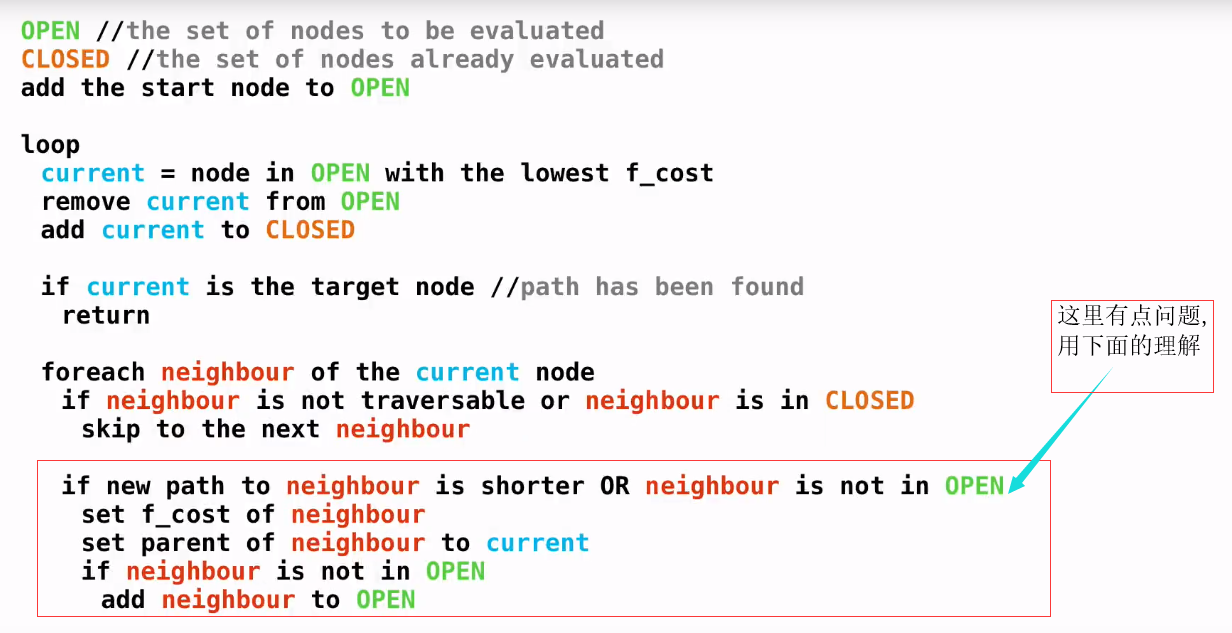 OPEN //the set of nodes to be evaluated
CLOSED //the set of nodes already evaluated
add the start node to OPEN
loop
current = node in OPEN with the lowest f_cost
remove current from OPEN
add current to CLOSED
if current is the target node //path has been found
return
foreach neighbour of the current node
if neighbour is not traversable or neighbour is in CLOSED
skip to the next neighbour
if new path to neighbour is shorter OR neighbour is not in OPEN
set f_cost of neighbour
set parent of neighbour to current
if neighbour is not in OPEN
add neighbour to OPEN
这里有点问题,
用下面的理解